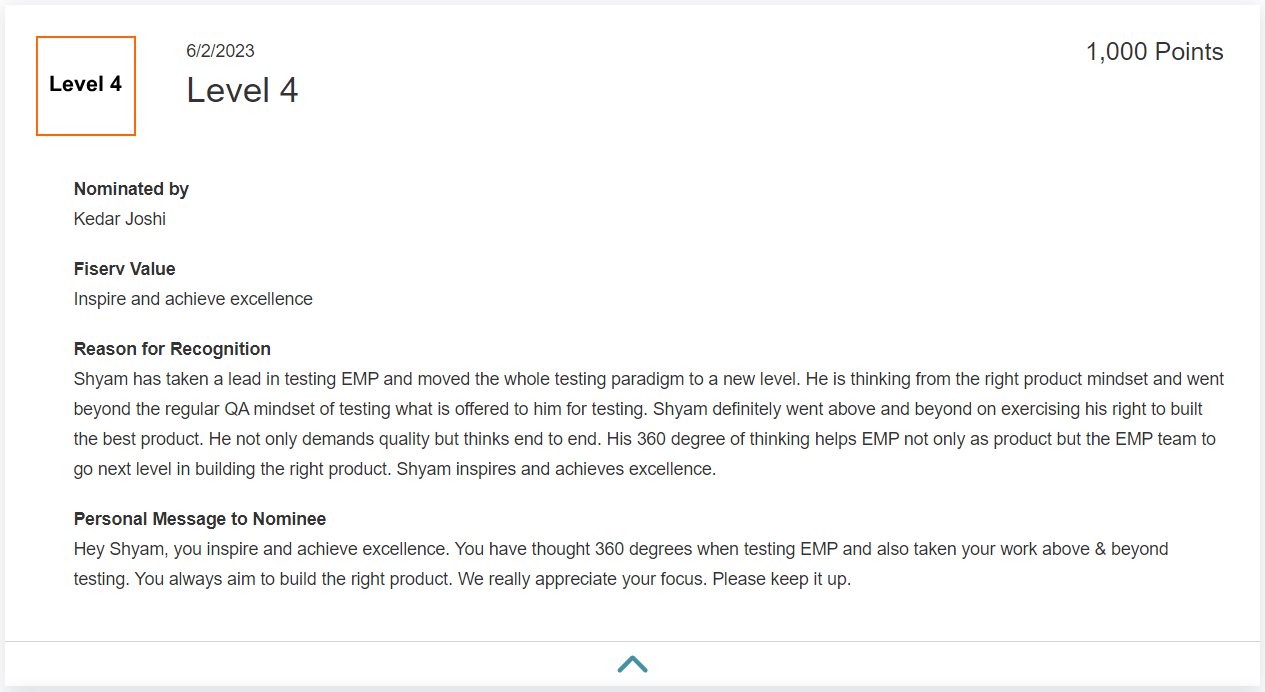 Level 4
6/2/2023
Level 4
1,000 Points
Nominated by
Kedar Joshi
Fiserv Value
Inspire and achieve excellence
Reason for Recognition
Shyam has taken a lead in testing EMP and moved the whole testing paradigm to a new level. He is thinking from the right product mindset and went
beyond the regular QA mindset of testing what is offered to him for testing. Shyam definitely went above and beyond on exercising his right to built
the best product. He not only demands quality but thinks end to end. His 360 degree of thinking helps EMP not only as product but the EMP team to
go next level in building the right product. Shyam inspires and achieves excellence.
Personal Message to Nominee
Hey Shyam, you inspire and achieve excellence. You have thought 360 degrees when testing EMP and also taken your work above & beyond
testing. You always aim to build the right product. We really appreciate your focus. Please keep it up.